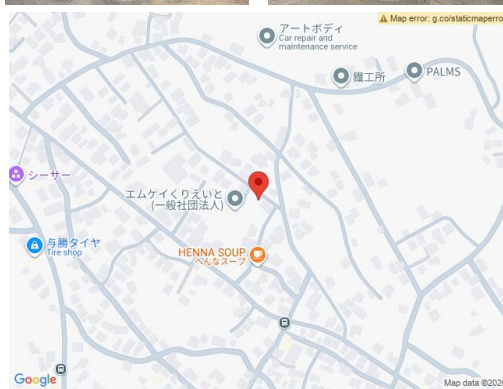 Map error: g.co/staticmaperro
アートボディ
Car repair and
maintenance service
鐵工所
PALMS
シーサー
エムケイくりえいと
(一般社団法人)
与勝タイヤ
Tire shop
HENNA SOUP
へんなスープ
Google
Map data ©202